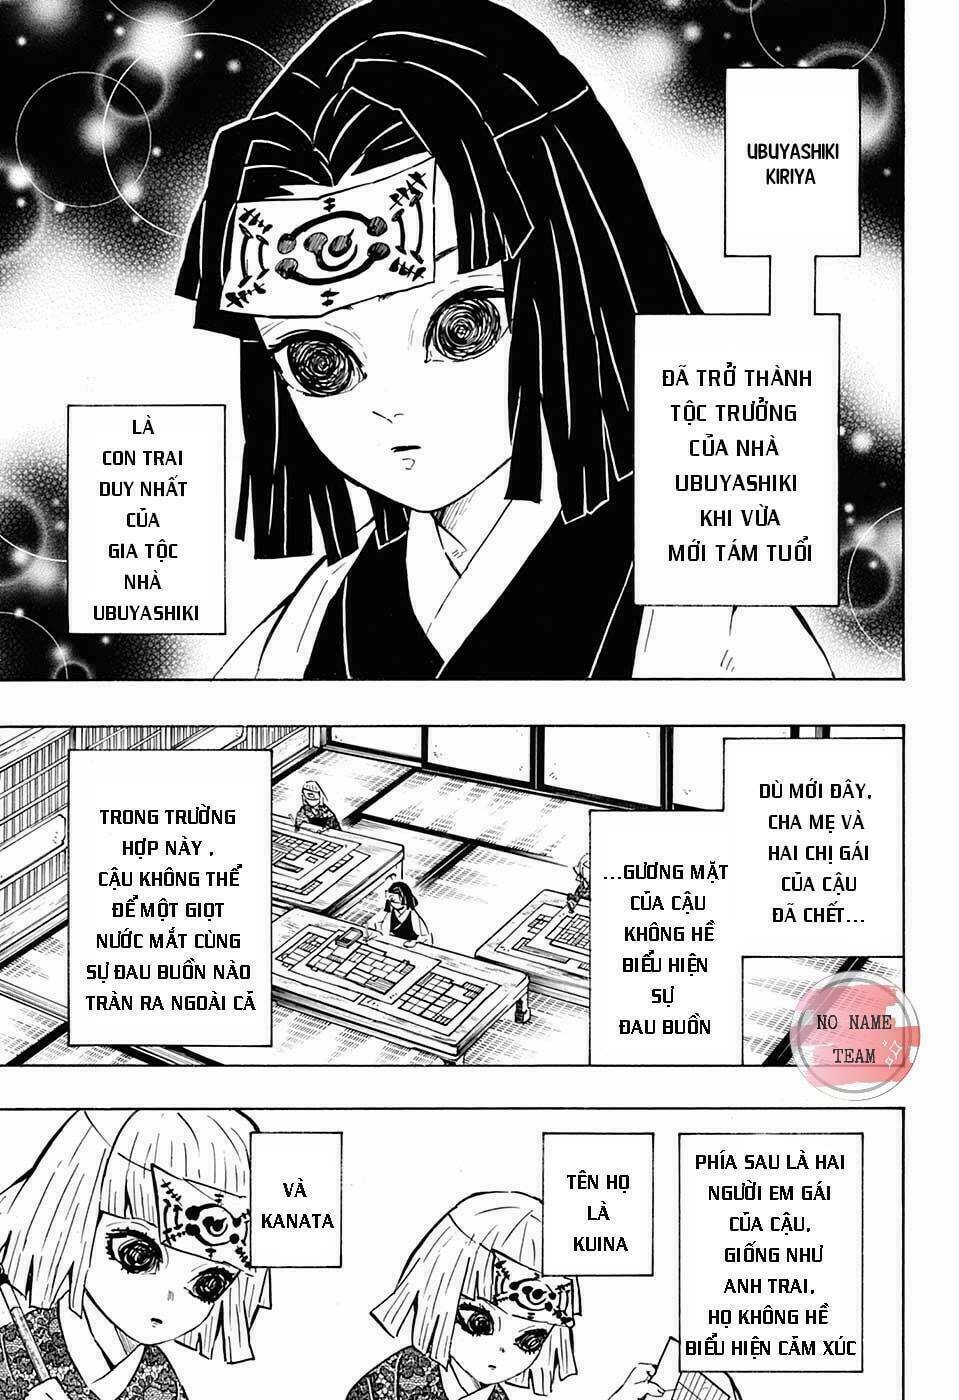 UBUYASHIKI
KIRIYA
ĐÃ TRỞ THÀNH
TỘC TRƯỞNG
CỦA NHÀ
UBUYASHIKI
KHI VỪA
MỚI TÁM TUỔI
LÀ
CON TRAI
DUY NHẤT
CỦA
GIA TỘC
NHÀ
UBUYASHIKI
DÙ MỚI ĐÂY,
CHA MẸ VÀ
HAI CHỊ GÁI
CỦA CẬU
ĐÃ CHẾT...
...GƯƠNG MẶT
CỦA CẬU
KHÔNG HỀ
BIỂU HIỆN
SỰ
ĐAU BUỒN
TRONG TRƯỜNG
HỢP NÀY ,
CẬU KHÔNG THỂ
ĐỂ MỘT GIỌT
NƯỚC MẮT CÙNG
SỰ ĐAU BUỒN NÀO
TRÀN RA NGOÀI CẢ
NO NAME
TEAM
PHÍA SAU LÀ HAI
NGƯỜI EM GÁI
CỦA CẬU,
GIỐNG NHƯ
ANH TRAI,
HỌ KHÔNG HỀ
BIỂU HIỆN CẢM XÚC
TÊN HỌ
LÀ
KUINA
VÀ
KANATA